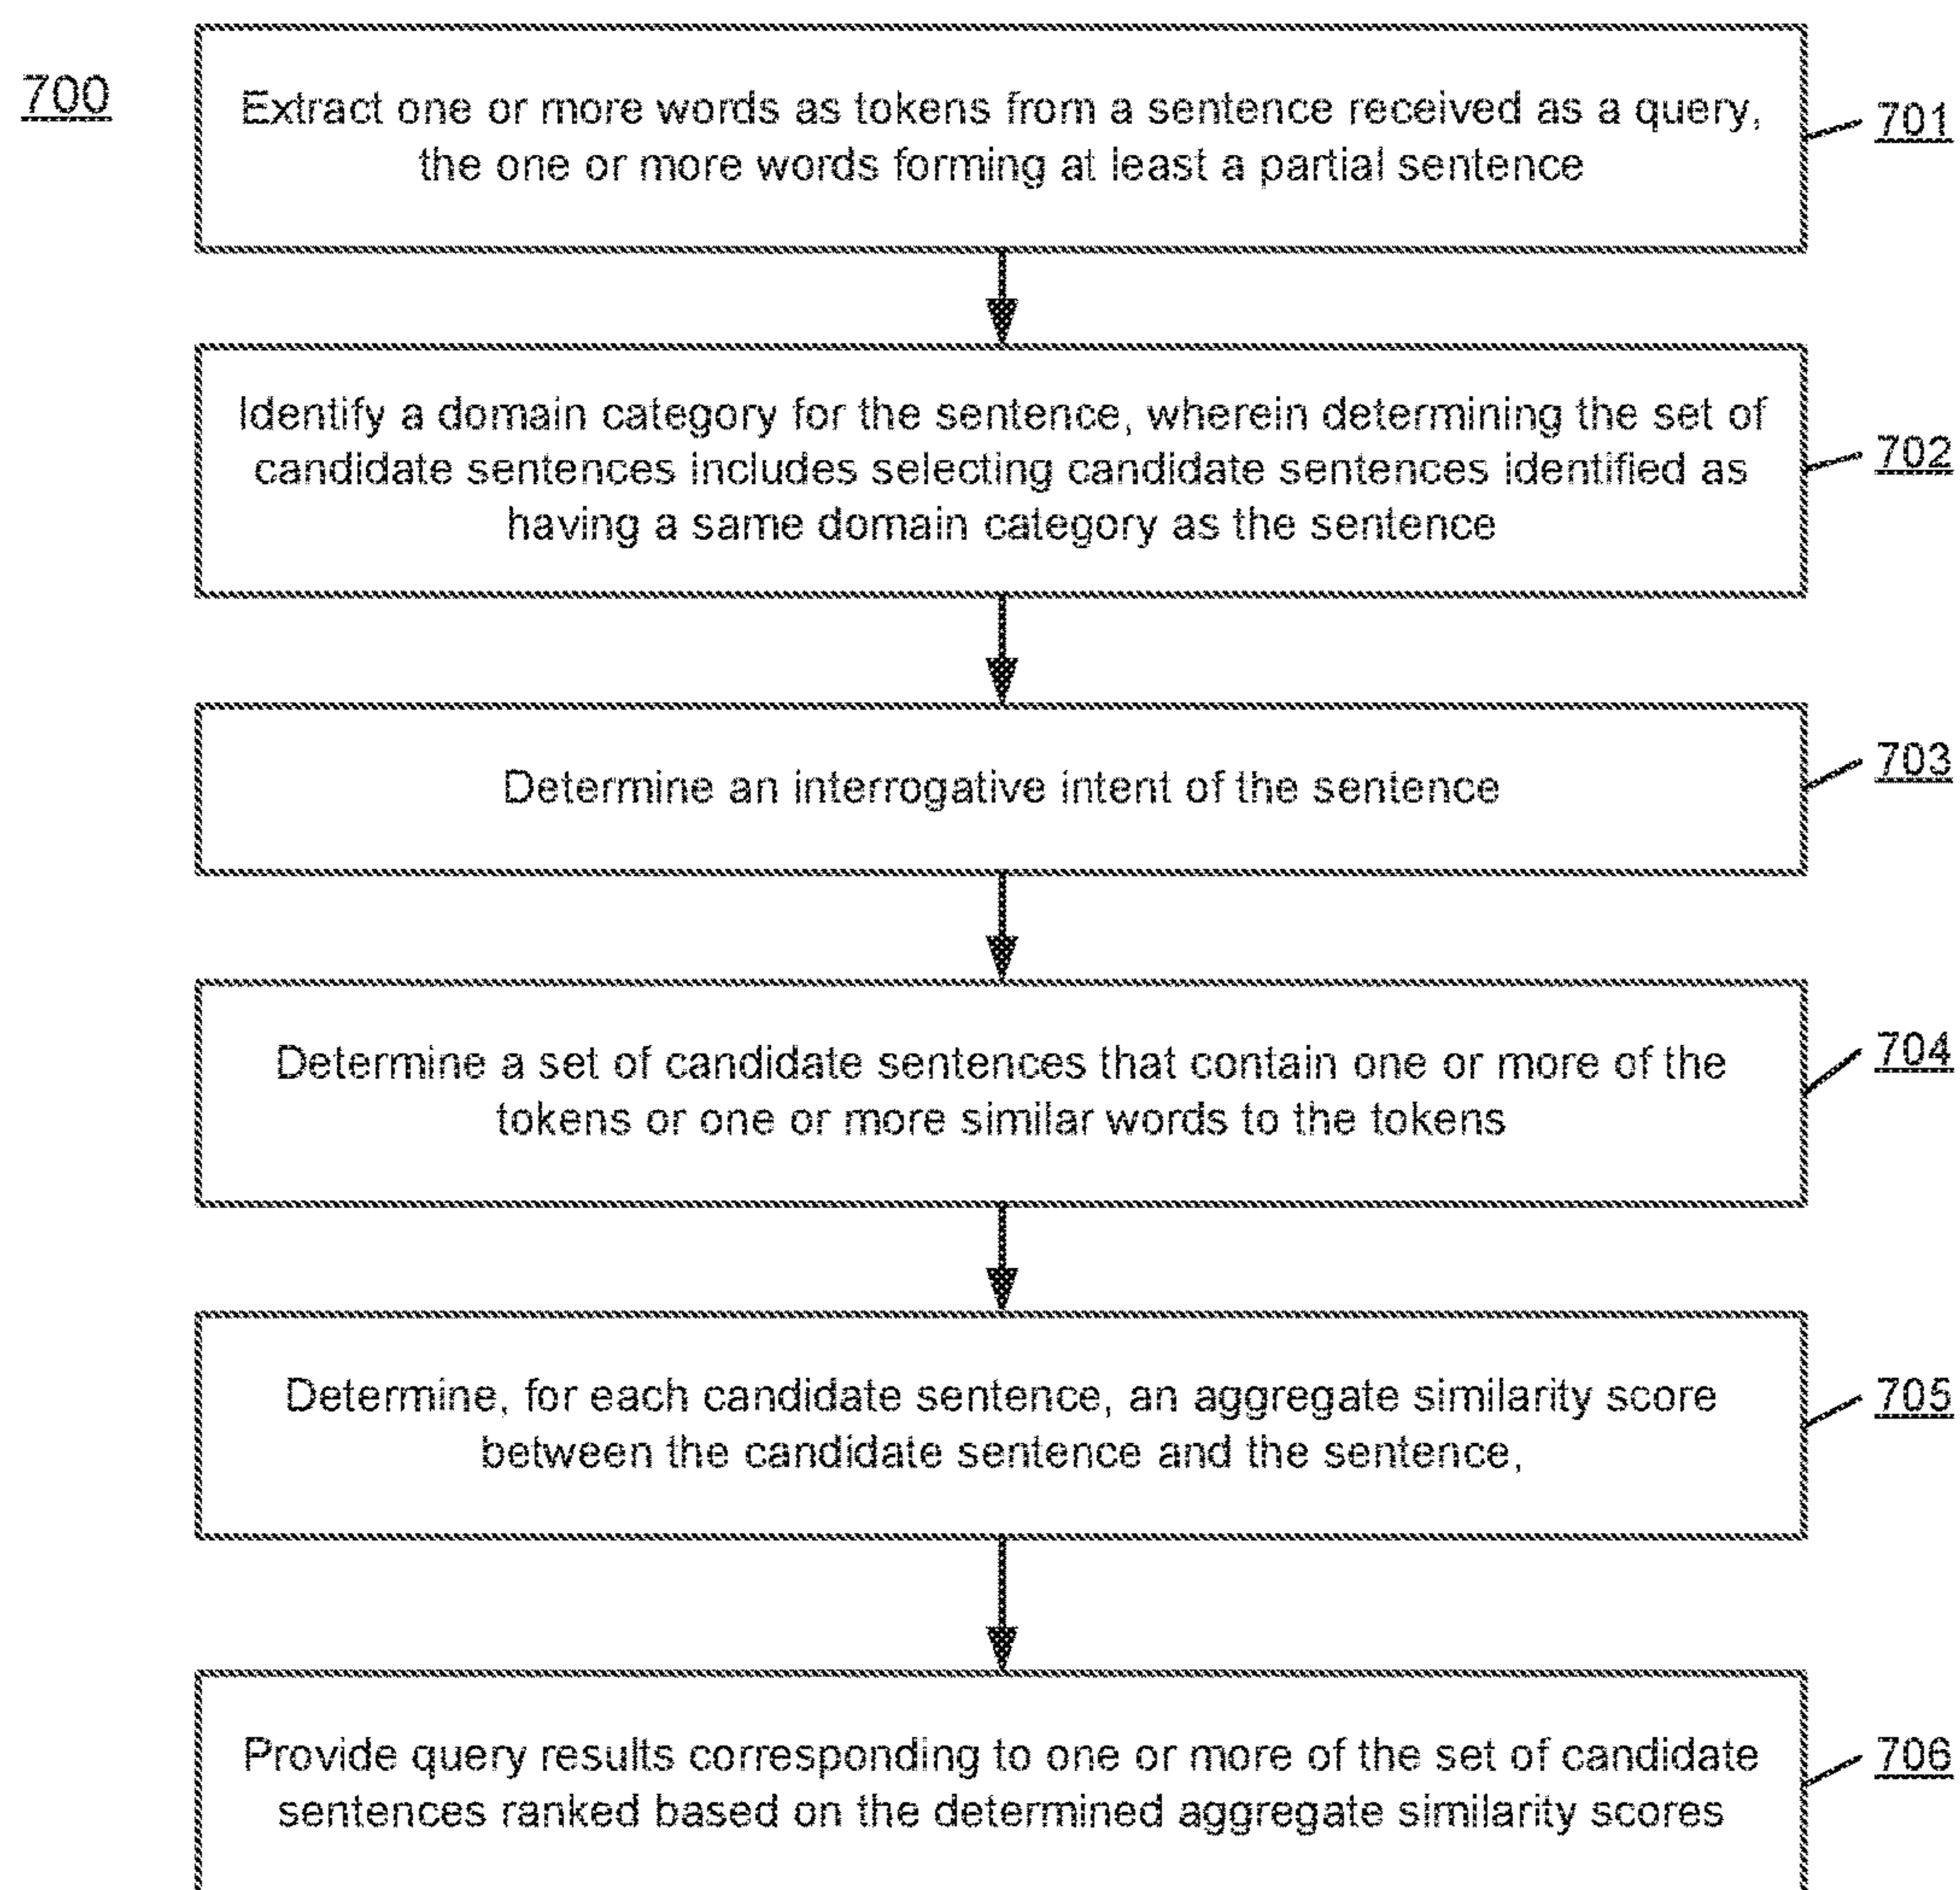 700
Extract one or more words as tokens from a sentence received as a query,
the one or more words forming at least a partial sentence
701
Identify a domain category for the sentence, wherein determining the set of
candidate sentences includes selecting candidate sentences identified as
having a same domain category as the sentence
702
Determine an interrogative intent of the sentence
703
Determine a set of candidate sentences that contain one or more of the
tokens or one or more similar words to the tokens
704
Determine, for each candidate sentence, an aggregate similarity score
between the candidate sentence and the sentence,
705
Provide query results corresponding to one or more of the set of candidate
sentences ranked based on the determined aggregate similarity scores
706